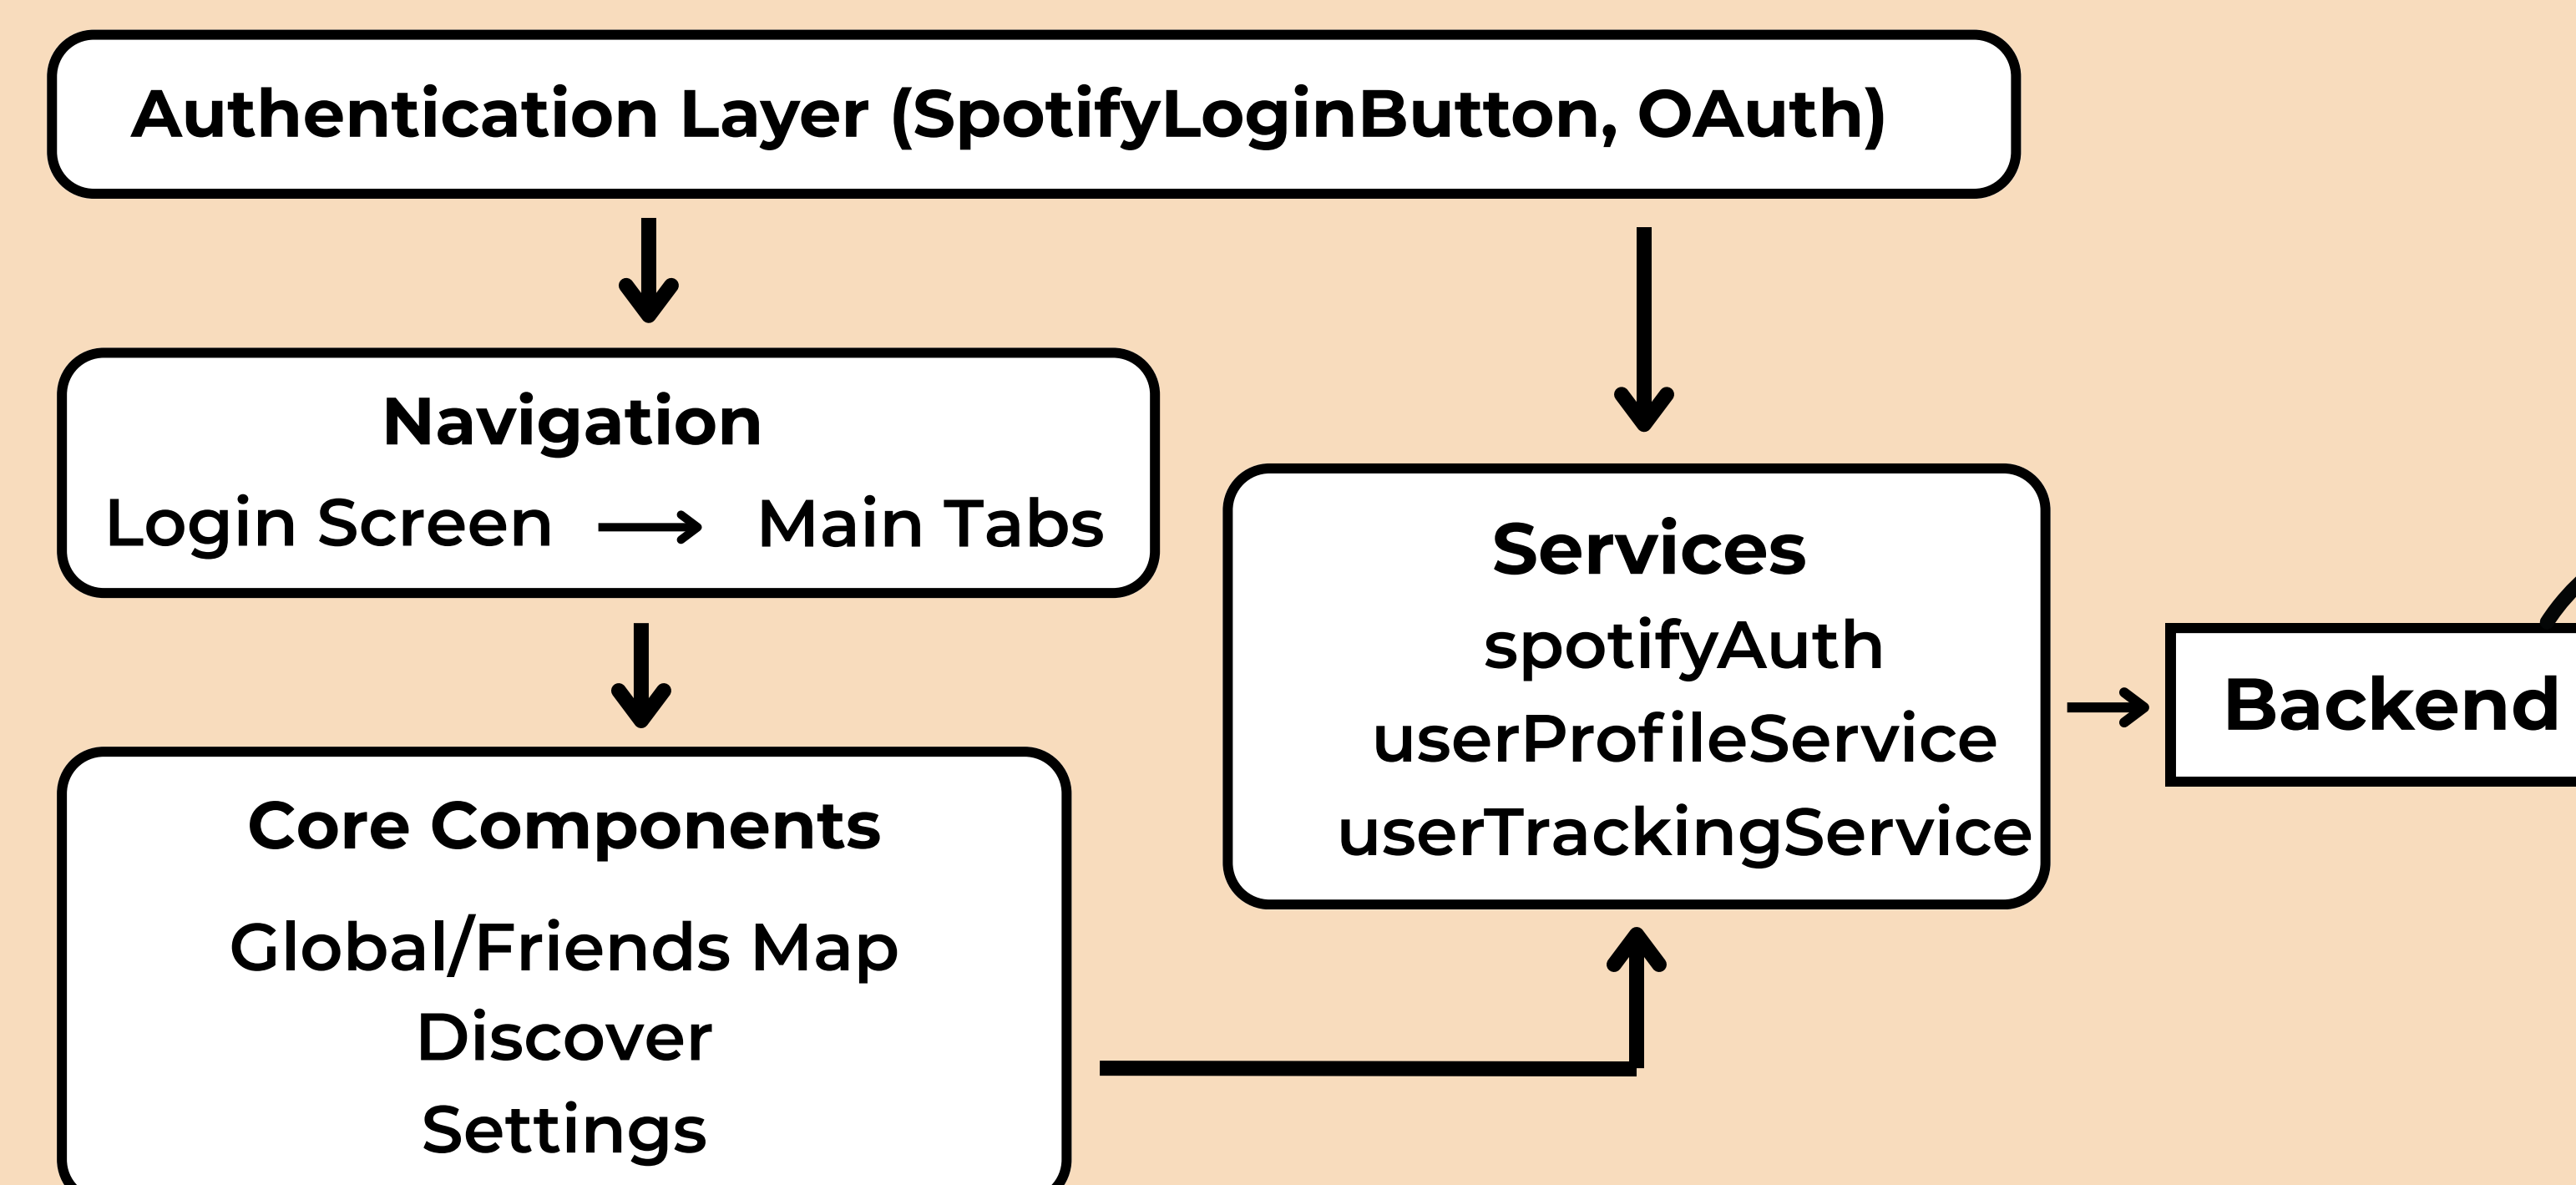 Authentication Layer (SpotifyLoginButton, OAuth)
Navigation
Login Screen → Main Tabs
Services
spotifyAuth
userProfileService
userTrackingService
Backend
Core Components
Global/Friends Map
Discover
Settings